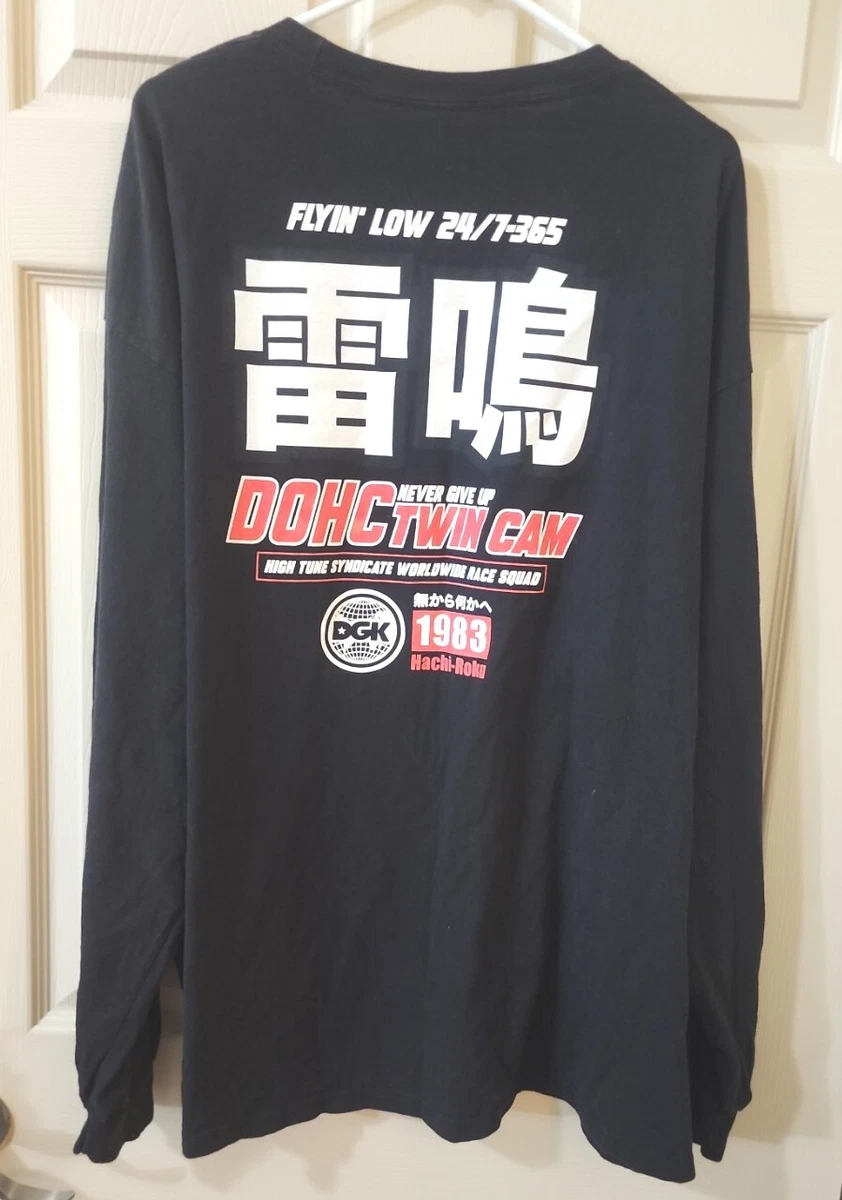 FLYIN' LOW 24/7-365
雷鳴
DOHC NEVER GIVE UP
TWIN CAM
HIGH TUNE SYNDICATE WORLDWIDE RACE SQUAD
DGK
無から何かへ
1983
Hachi-Roku